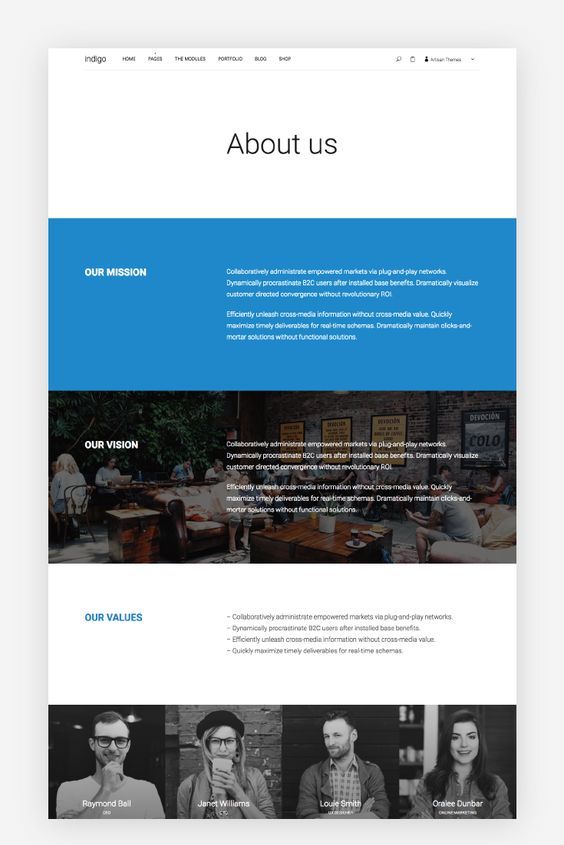 indigo
HOME PAGES THE MODULES PORTFOLIO BLOG SHOP
Artisan Themes
About us
OUR MISSION
Collaboratively administrate empowered markets via plug-and-play networks.
Dynamically procrastinate B2C users after installed base benefits. Dramatically visualize
customer directed convergence without revolutionary ROI.
Efficiently unleash cross-media information without cross-media value. Quickly
maximize timely deliverables for real-time schemas. Dramatically maintain clicks-and-
mortar solutions without functional solutions.
OUR VISION
Collaboratively administrate empowered markets via plug-and-play networks.
Dynamically procrastinate B2C users after installed base benefits. Dramatically visualize
customer directed convergence without revolutionary ROI.
Efficiently unleash cross-media information without cross-media value. Quickly
maximize timely deliverables for real-time schemas. Dramatically maintain clicks-and-
mortar solutions without functional solutions.
DEVOCIÓN
COLO
OUR VALUES
– Collaboratively administrate empowered markets via plug-and-play networks.
– Dynamically procrastinate B2C users after installed base benefits.
– Efficiently unleash cross-media information without cross-media value.
– Quickly maximize timely deliverables for real-time schemas.
Raymond Bell
CEO
Janet Williams
Louie Smith
Oralee Dunbar